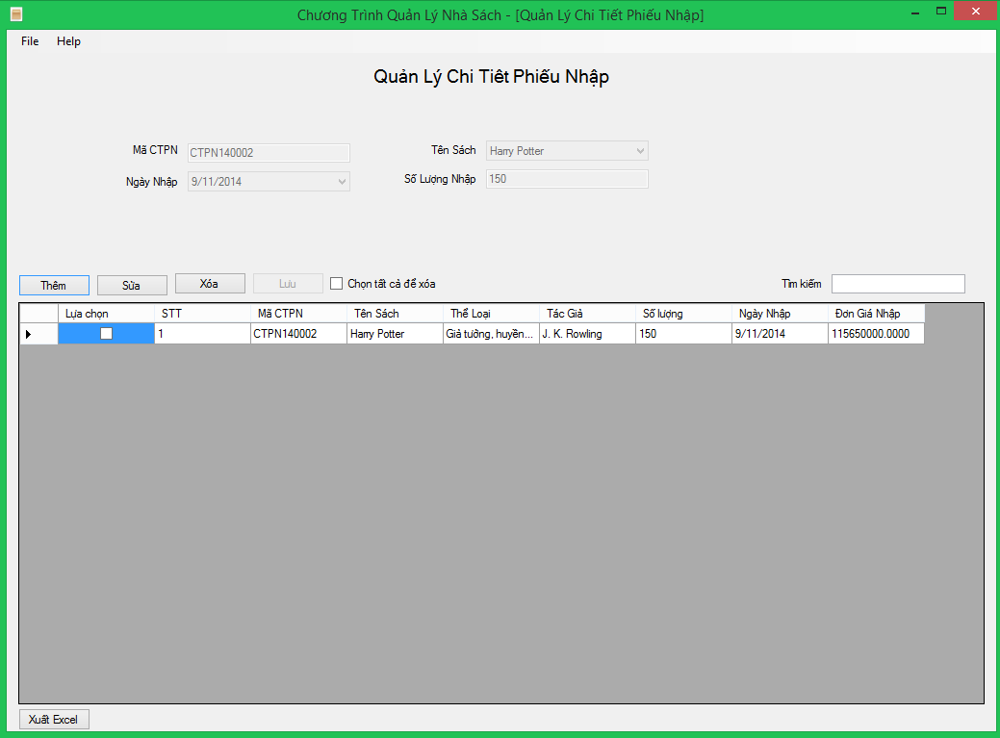 Chương Trình Quản Lý Nhà Sách - [Quản Lý Chi Tiết Phiếu Nhập]
File Help
Quản Lý Chi Tiêt Phiếu Nhập
Mã CTPN CTPN140002 Tên Sách Harry Potter
Ngày Nhập 9/11/2014 Số Lượng Nhập 150
Thêm Sửa Xóa Lưu Chọn tất cả để xóa Tìm kiếm
Lựa chọn STT Mã CTPN Tên Sách Thể Loại Tác Giả Số lượng Ngày Nhập Đơn Giá Nhập
1 CTPN140002 Harry Potter Giả tưởng, huyền... J. K. Rowling 150 9/11/2014 115650000.0000
Xuất Excel